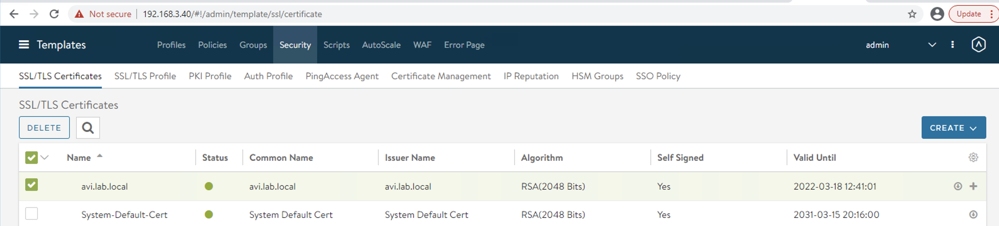 Not secure 192.168.3.40/#!/admin/template/ssl/certificate Update
Templates Profiles Policies Groups Security Scripts AutoScale WAF Error Page admin
SSL/TLS Certificates SSL/TLS Profile PKI Profile Auth Profile PingAccess Agent Certificate Management IP Reputation HSM Groups SSO Policy
SSL/TLS Certificates
DELETE CREATE
Name Status Common Name Issuer Name Algorithm Self Signed Valid Until
avi.lab.local avi.lab.local avi.lab.local RSA(2048 Bits) Yes 2022-03-18 12:41:01
System-Default-Cert System Default Cert System Default Cert RSA(2048 Bits) Yes 2031-03-15 20:16:00